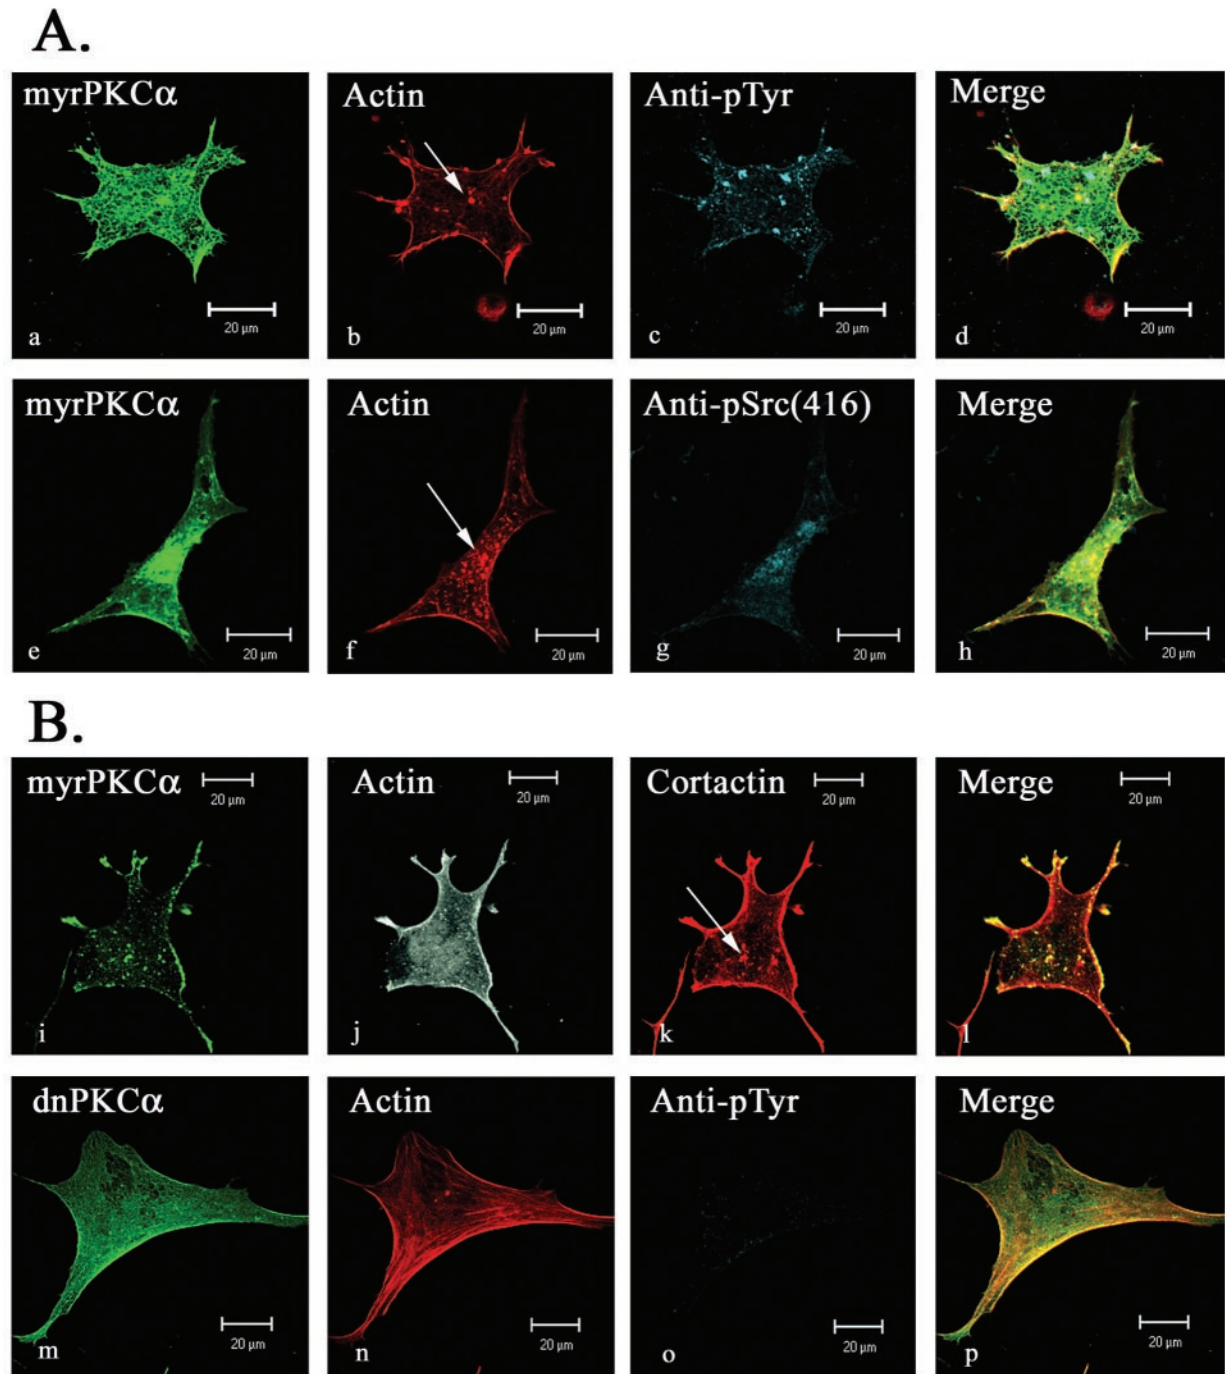 A.
myrPKCα Actin Anti-pTyr Merge
20 µm 20 µm 20 µm 20 µm
a b c d
myrPKCα Actin Anti-pSrc(416) Merge
20 µm 20 µm 20 µm 20 µm
e f g h
B.
myrPKCα Actin Cortactin Merge
20 µm 20 µm 20 µm 20 µm
i j k l
dnPKCα Actin Anti-pTyr Merge
20 µm 20 µm 20 µm 20 µm
m n o p